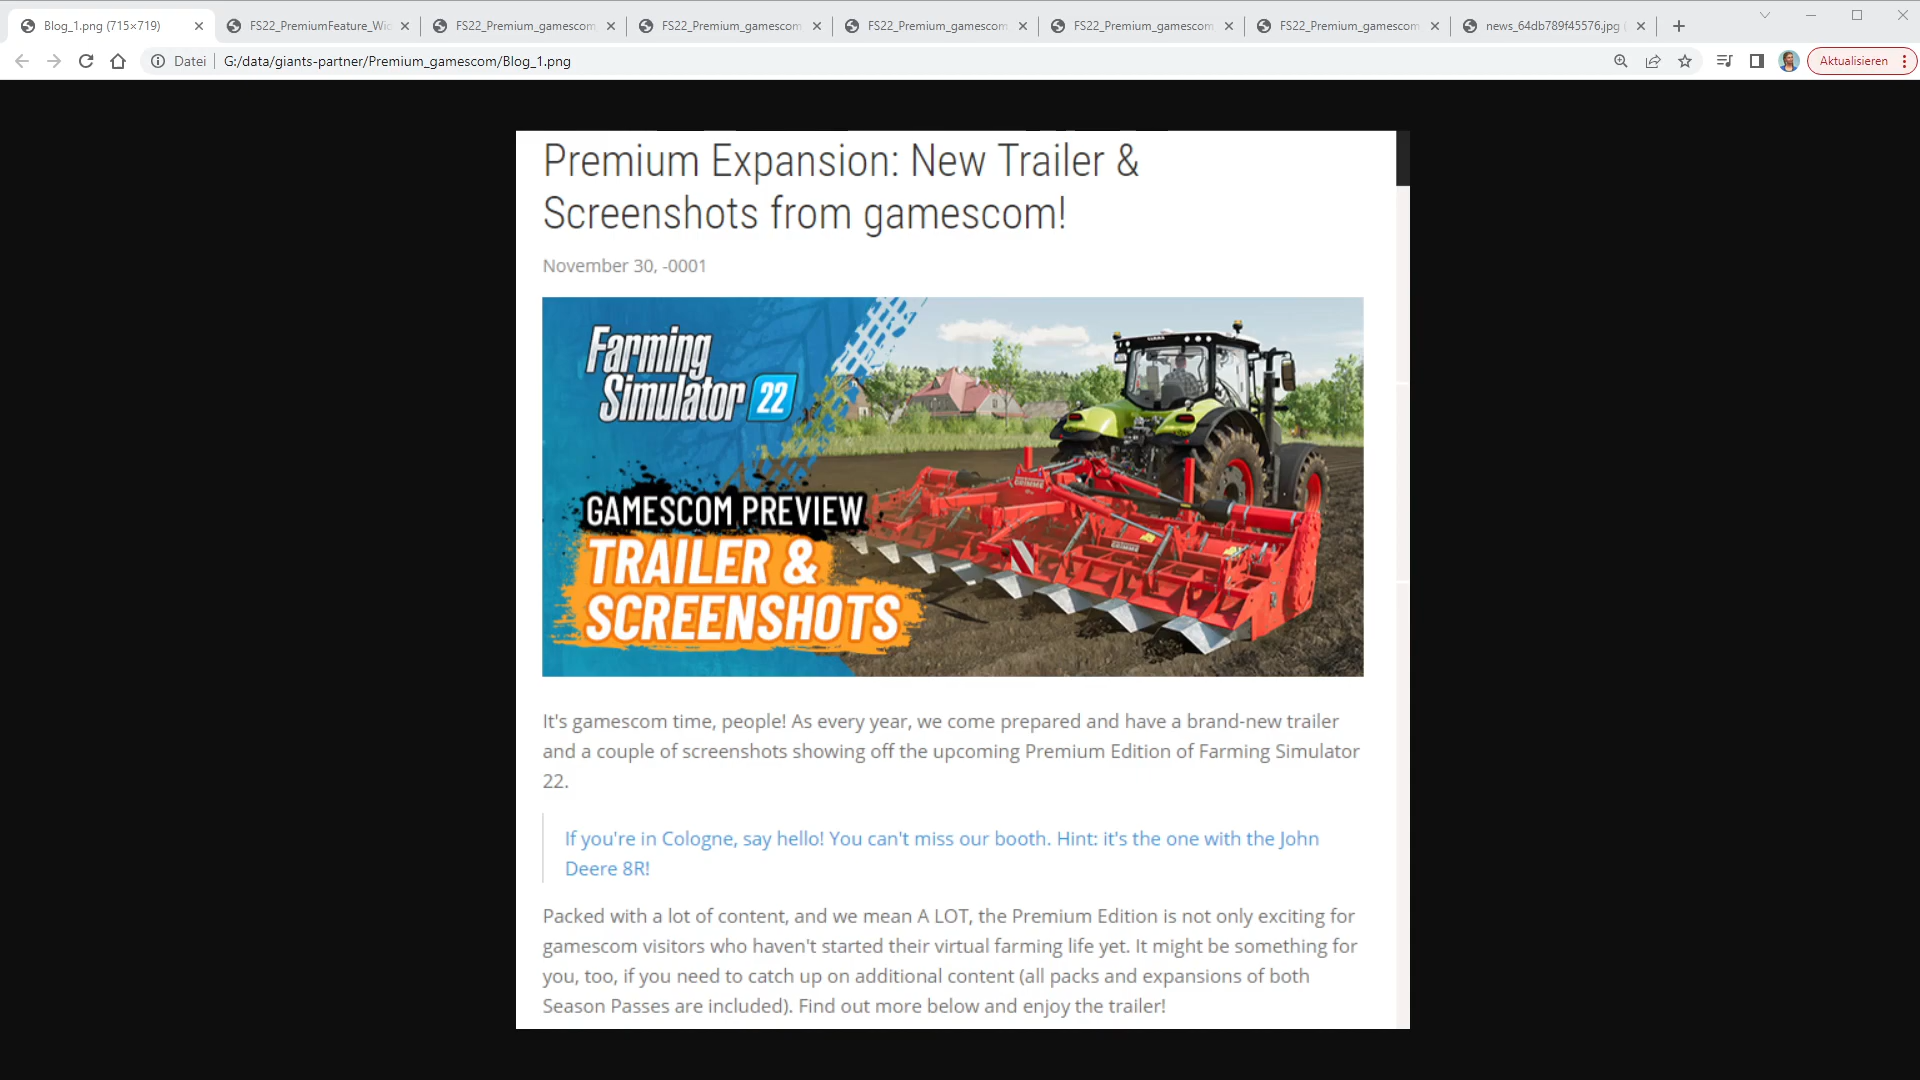 Blog_1.png (715×719)
FS22_PremiumFeature_Wid
FS22_Premium_gamescom
FS22_Premium_gamescom
FS22_Premium_gamescom
FS22_Premium_gamescom
FS22_Premium_gamescom
news_64db789f45576.jpg (
Datei
G:/data/giants-partner/Premium_gamescom/Blog_1.png
Aktualisieren
Premium Expansion: New Trailer &
Screenshots from gamescom!
November 30, -0001
Farming
Simulator 22
CLAAS
GRIMME
GRIMME
GAMESCOM PREVIEW
TRAILER &
SCREENSHOTS
It's gamescom time, people! As every year, we come prepared and have a brand-new trailer
and a couple of screenshots showing off the upcoming Premium Edition of Farming Simulator
22.
If you're in Cologne, say hello! You can't miss our booth. Hint: it's the one with the John
Deere 8R!
Packed with a lot of content, and we mean A LOT, the Premium Edition is not only exciting for
gamescom visitors who haven't started their virtual farming life yet. It might be something for
you, too, if you need to catch up on additional content (all packs and expansions of both
Season Passes are included). Find out more below and enjoy the trailer!